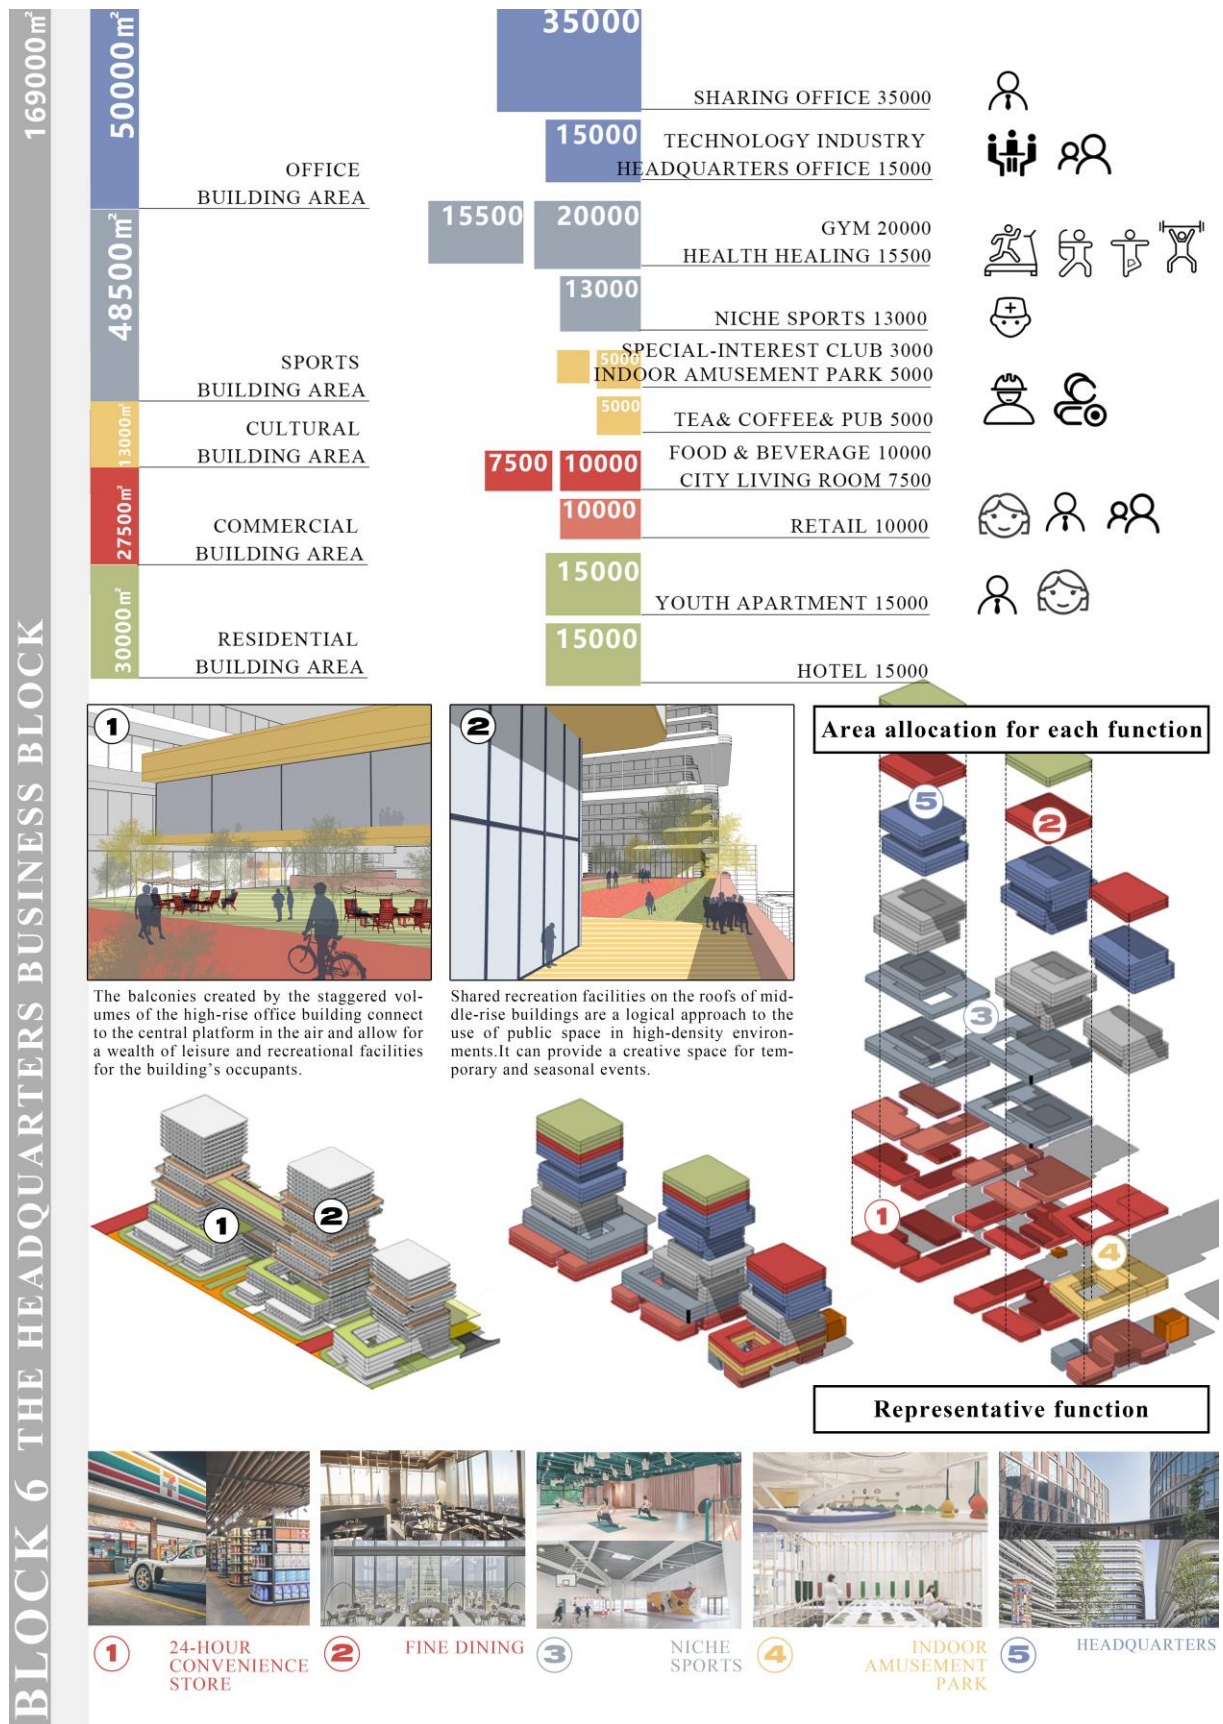 169000㎡
BLOCK 6 THE HEADQUARTERS BUSINESS BLOCK
50000㎡
OFFICE
BUILDING AREA
48500㎡
SPORTS
BUILDING AREA
13000㎡
CULTURAL
BUILDING AREA
27500㎡
COMMERCIAL
BUILDING AREA
30000㎡
RESIDENTIAL
BUILDING AREA
35000
SHARING OFFICE 35000
15000
TECHNOLOGY INDUSTRY
HEADQUARTERS OFFICE 15000
15500
20000
GYM 20000
HEALTH HEALING 15500
13000
NICHE SPORTS 13000
SPECIAL-INTEREST CLUB 3000
5000
INDOOR AMUSEMENT PARK 5000
5000
TEA& COFFEE& PUB 5000
7500
10000
FOOD & BEVERAGE 10000
CITY LIVING ROOM 7500
10000
RETAIL 10000
15000
YOUTH APARTMENT 15000
15000
HOTEL 15000
1
2
Area allocation for each function
5
2
3
1
4
The balconies created by the staggered vol-
umes of the high-rise office building connect
to the central platform in the air and allow for
a wealth of leisure and recreational facilities
for the building's occupants.
Shared recreation facilities on the roofs of mid-
dle-rise buildings are a logical approach to the
use of public space in high-density environ-
ments.It can provide a creative space for tem-
porary and seasonal events.
1
2
Representative function
1
24-HOUR
CONVENIENCE
STORE
2
FINE DINING
3
NICHE
SPORTS
4
INDOOR
AMUSEMENT
PARK
5
HEADQUARTERS